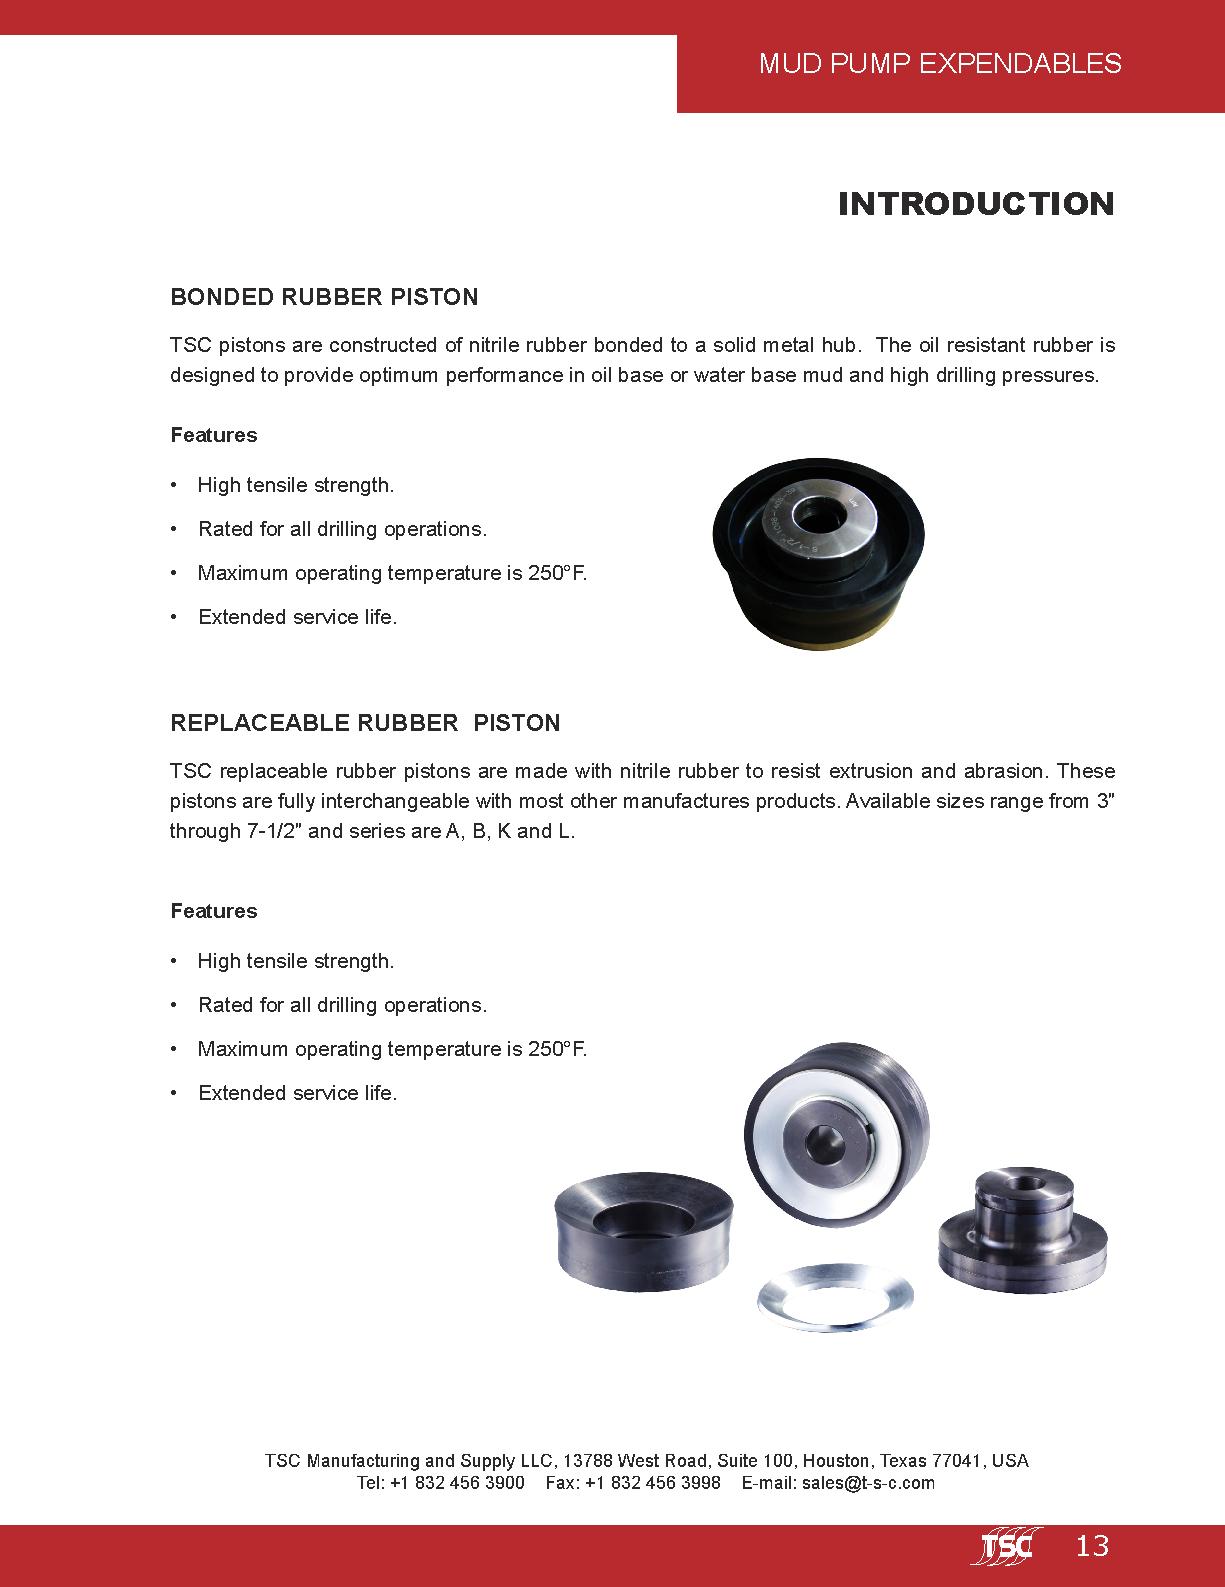 MUD PUMP EXPENDABLES
INTRODUCTION
BONDED RUBBER PISTON
TSC pistons are constructed of nitrile rubber bonded to a solid metal hub. The oil resistant rubber is
designed to provide optimum performance in oil base or water base mud and high drilling pressures.
Features
• High tensile strength.
• Rated for all drilling operations.
• Maximum operating temperature is 250°F.
• Extended service life.
REPLACEABLE RUBBER PISTON
TSC replaceable rubber pistons are made with nitrile rubber to resist extrusion and abrasion. These
pistons are fully interchangeable with most other manufactures products. Available sizes range from 3"
through 7-1/2" and series are A, B, K and L.
Features
• High tensile strength.
• Rated for all drilling operations.
• Maximum operating temperature is 250°F.
• Extended service life.
TSC Manufacturing and Supply LLC, 13788 West Road, Suite 100, Houston, Texas 77041, USA
Tel: +1 832 456 3900 Fax: +1 832 456 3998 E-mail: sales@t-s-c.com
TSC 13